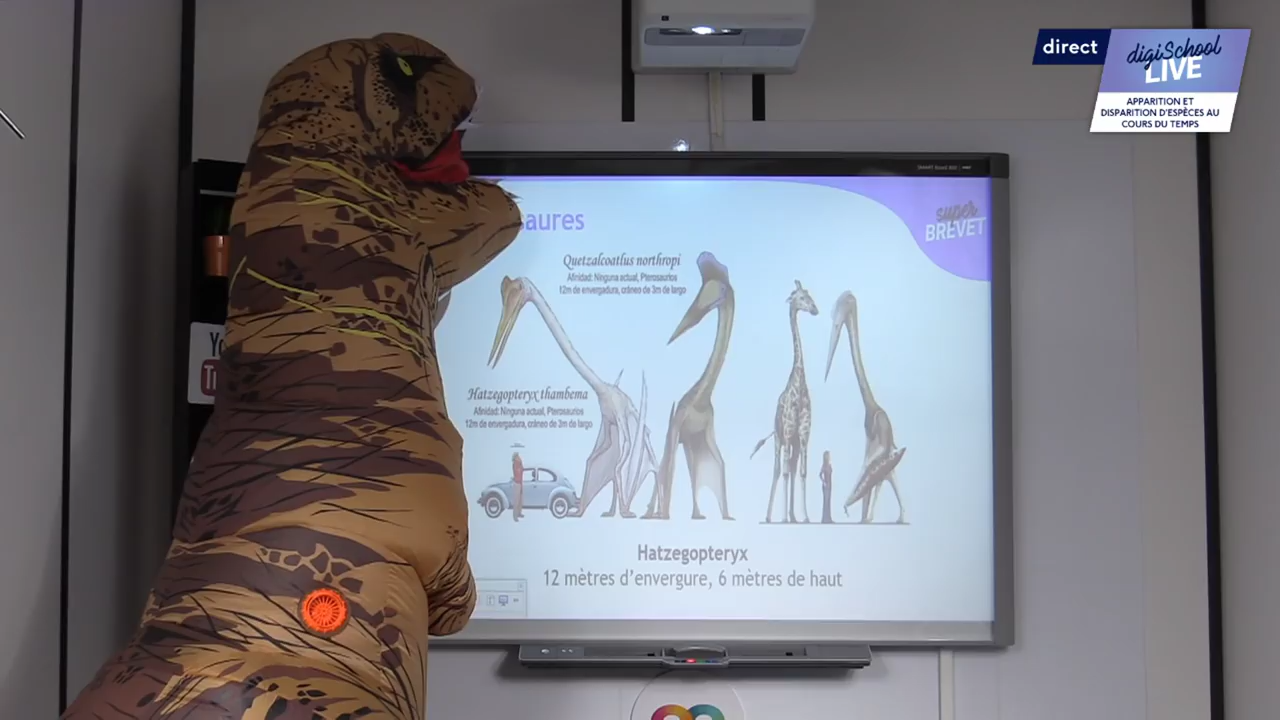 direct
digiSchool
LIVE
APPARITION ET
DISPARITION D'ESPÈCES AU
COURS DU TEMPS
saures
super
BREVET
Quetzalcoatlus northropi
Afinidad: Ninguna actual, Pterosaurios
12m de envergadura, cráneo de 3m de largo
Hatzegopteryx thambema
Afinidad: Ninguna actual, Pterosaurios
12m de envergadura, cráneo de 3m de largo
Yo
T
Hatzegopteryx
12 mètres d'envergure, 6 mètres de haut